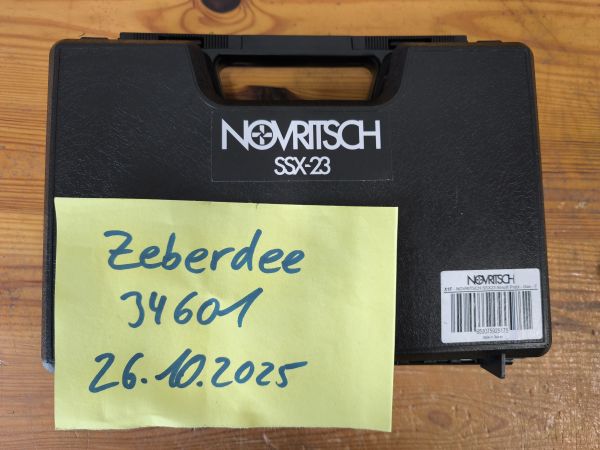 NOVRITSCH
SSX-23
Zeberdee
34601
26.10.2025
NOVRITSCH